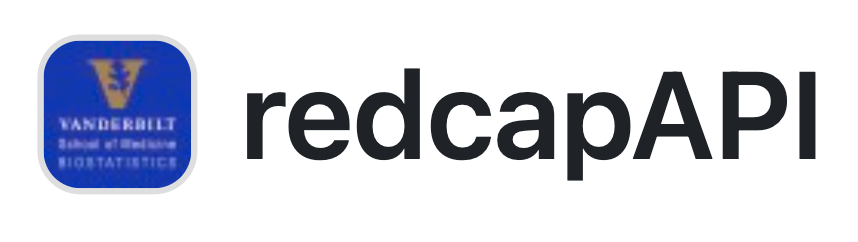 VANDERBILT
School of Medicine
BIOSTATISTICS
redcapAPI